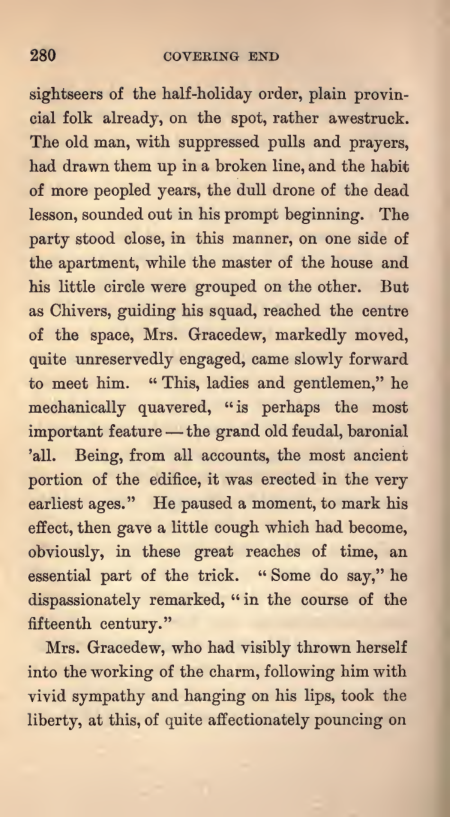 280 COVERING END
sightseers of the half-holiday order, plain provin-
cial folk already, on the spot, rather awestruck.
The old man, with suppressed pulls and prayers,
had drawn them up in a broken line, and the habit
of more peopled years, the dull drone of the dead
lesson, sounded out in his prompt beginning. The
party stood close, in this manner, on one side of
the apartment, while the master of the house and
his little circle were grouped on the other. But
as Chivers, guiding his squad, reached the centre
of the space, Mrs. Gracedew, markedly moved,
quite unreservedly engaged, came slowly forward
to meet him. “ This, ladies and gentlemen,” he
mechanically quavered, “ is perhaps the most
important feature — the grand old feudal, baronial
’all. Being, from all accounts, the most ancient
portion of the edifice, it was erected in the very
earliest ages.” He paused a moment, to mark his
effect, then gave a little cough which had become,
obviously, in these great reaches of time, an
essential part of the trick. “ Some do say,” he
dispassionately remarked, “ in the course of the
fifteenth century.”
Mrs. Gracedew, who had visibly thrown herself
into the working of the charm, following him with
vivid sympathy and hanging on his lips, took the
liberty, at this, of quite affectionately pouncing on